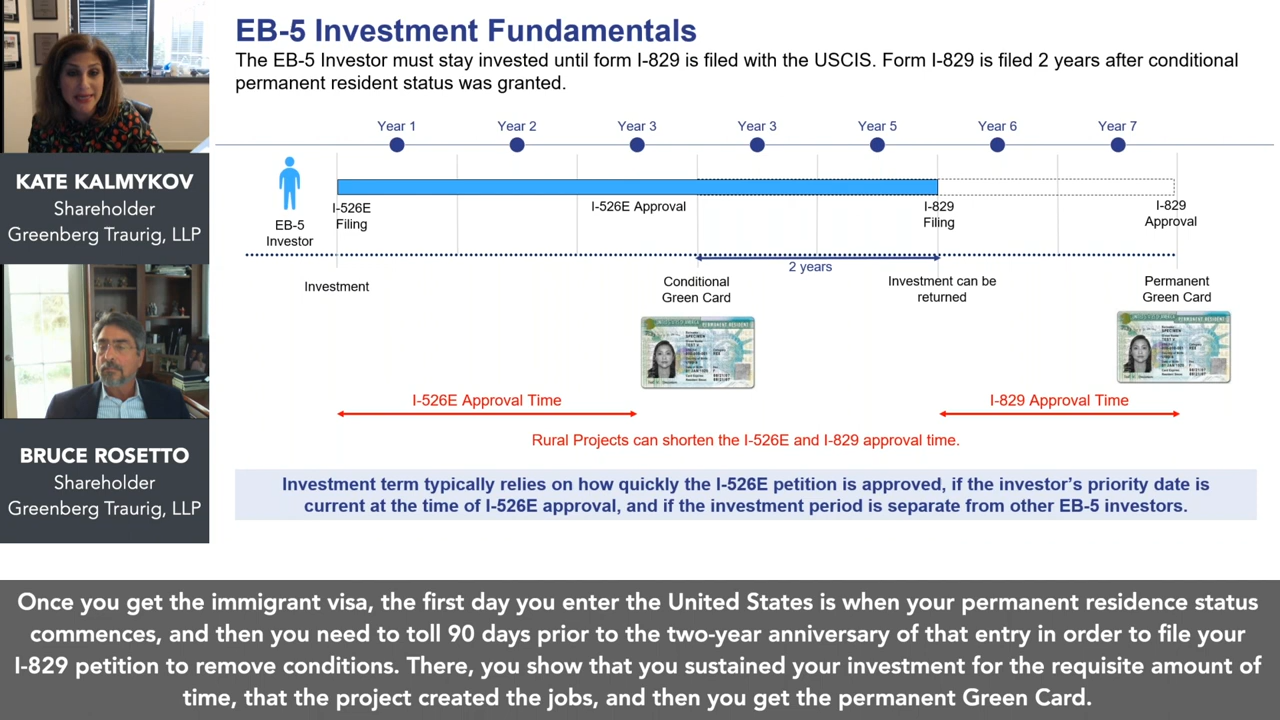 EB-5 Investment Fundamentals
The EB-5 Investor must stay invested until form I-829 is filed with the USCIS. Form I-829 is filed 2 years after conditional
permanent resident status was granted.
Year 1
Year 2
Year 3
Year 3
Year 5
Year 6
Year 7
KATE KALMYKOV
Shareholder
Greenberg Traurig, LLP
EB-5
Investor
I-526E
Filing
I-526E Approval
I-829
Filing
I-829
Approval
2 years
Investment
Conditional
Green Card
Investment can be
returned
Permanent
Green Card
I-526E Approval Time
I-829 Approval Time
Rural Projects can shorten the I-526E and I-829 approval time.
BRUCE ROSETTO
Shareholder
Greenberg Traurig, LLP
Investment term typically relies on how quickly the I-526E petition is approved, if the investor's priority date is
current at the time of I-526E approval, and if the investment period is separate from other EB-5 investors.
Once you get the immigrant visa, the first day you enter the United States is when your permanent residence status
commences, and then you need to toll 90 days prior to the two-year anniversary of that entry in order to file your
I-829 petition to remove conditions. There, you show that you sustained your investment for the requisite amount of
time, that the project created the jobs, and then you get the permanent Green Card.